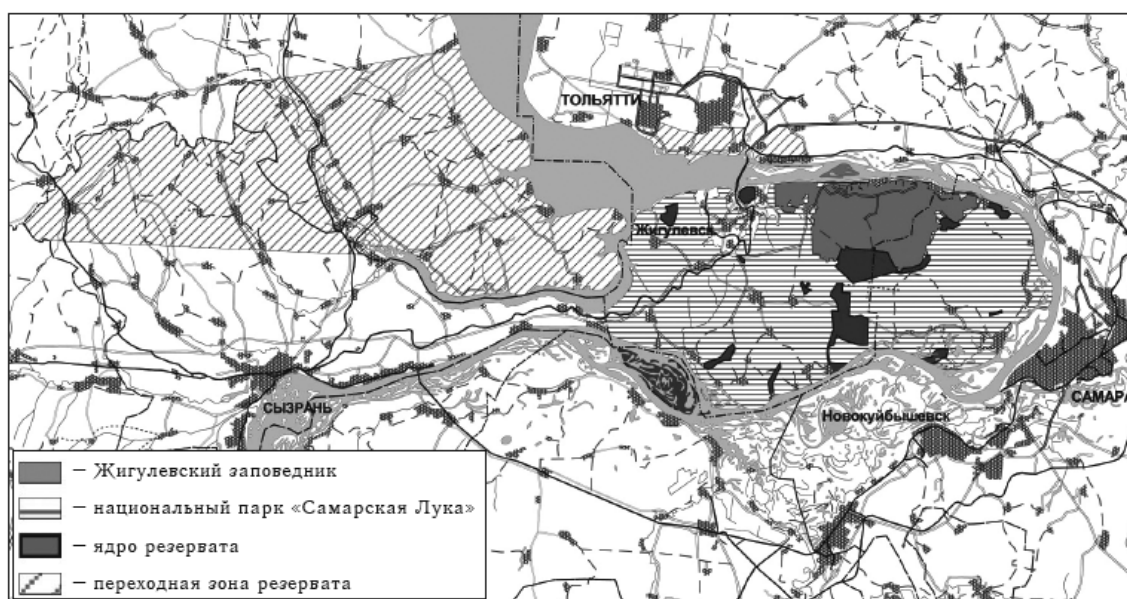 ТОЛЬЯТТИ
Жигулевск
СЫЗРАНЬ
Новокуйбышевск
САМАРА
– Жигулевский заповедник
– национальный парк «Самарская Лука»
– ядро резервата
– переходная зона резервата